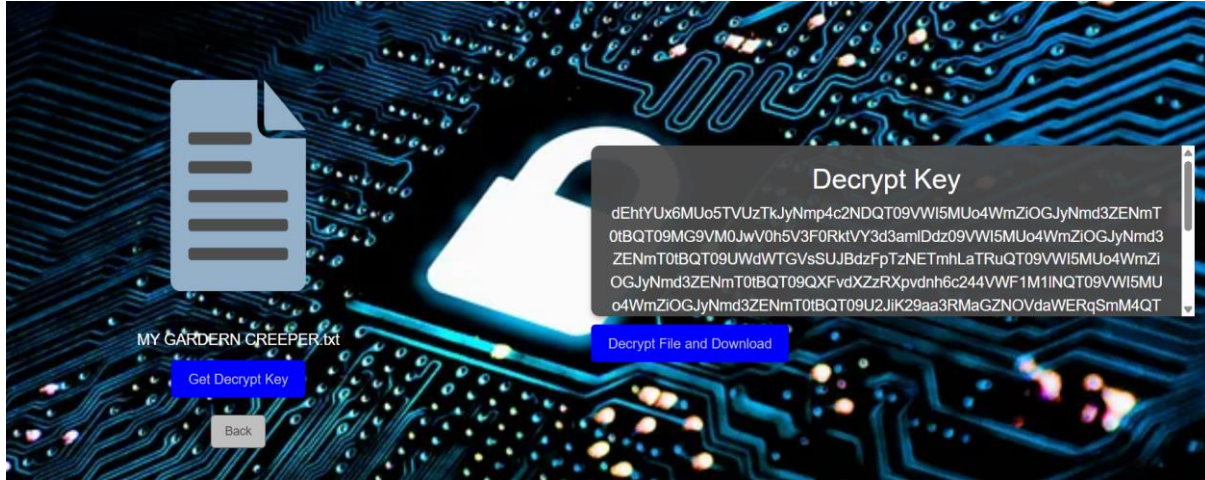 MY GARDERN CREEPER.txt
Get Decrypt Key
Back
Decrypt Key
dEhtYUx6MUo5TVUzTkJyNmp4c2NDQT09VWI5MUo4WmZiOGJyNmd3ZENmT
0tBQT09MG9VM0JwV0h5V3F0RktVY3d3amlDdz09VWI5MUo4WmZiOGJyNmd3
ZENmT0tBQT09UWdWTGVsSUJBdzFpTzNETmhLaTRuQT09VWI5MUo4WmZi
OGJyNmd3ZENmT0tBQT09QXFvdXZzRXpvdnh6c244VWF1M1lNQT09VWI5MU
o4WmZiOGJyNmd3ZENmT0tBQT09U2JiK29aa3RMaGZNOVdaWERqSmM4QT
Decrypt File and Download